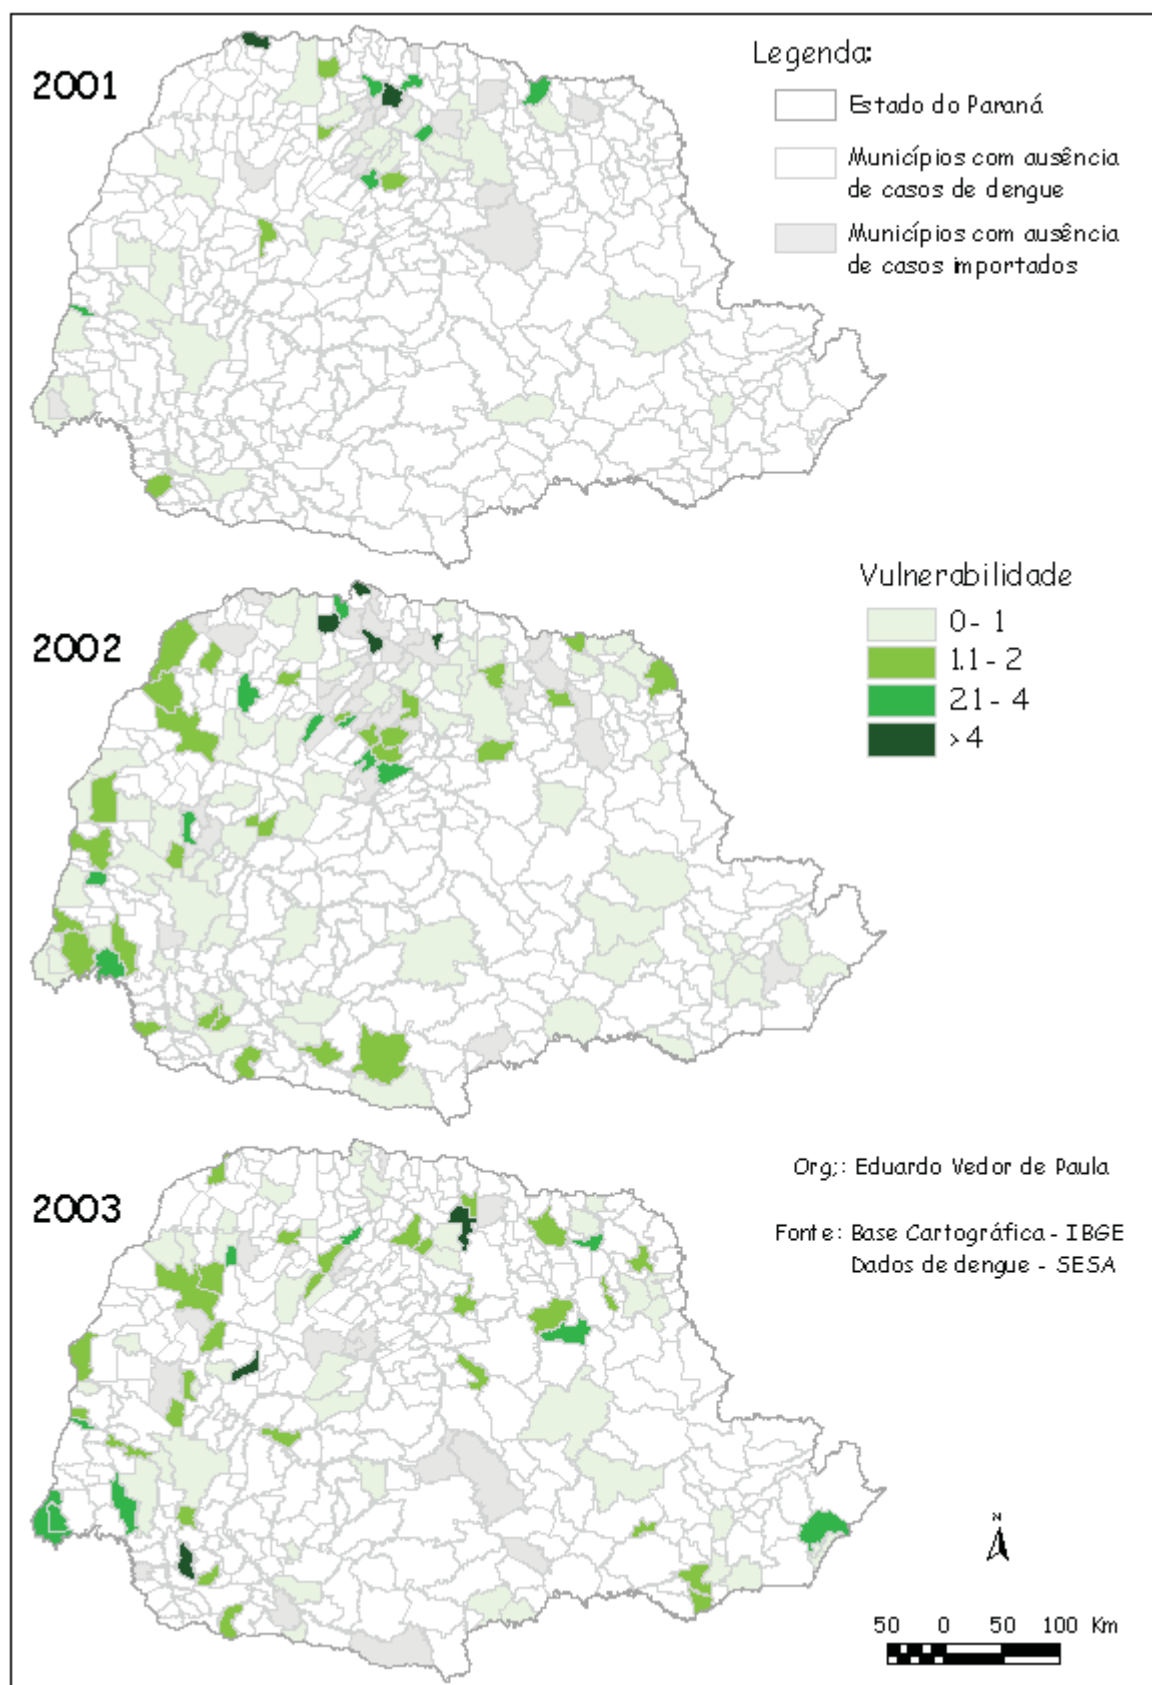 2001
Legenda:
Estado do Paraná
Municípios com ausência
de casos de dengue
Municípios com ausência
de casos importados
2002
Vulnerabilidade
0 - 1
1.1 - 2
2.1 - 4
>4
2003
Org.: Eduardo Vedor de Paula
Fonte: Base Cartográfica - IBGE
Dados de dengue - SESA
N
50 0 50 100 Km